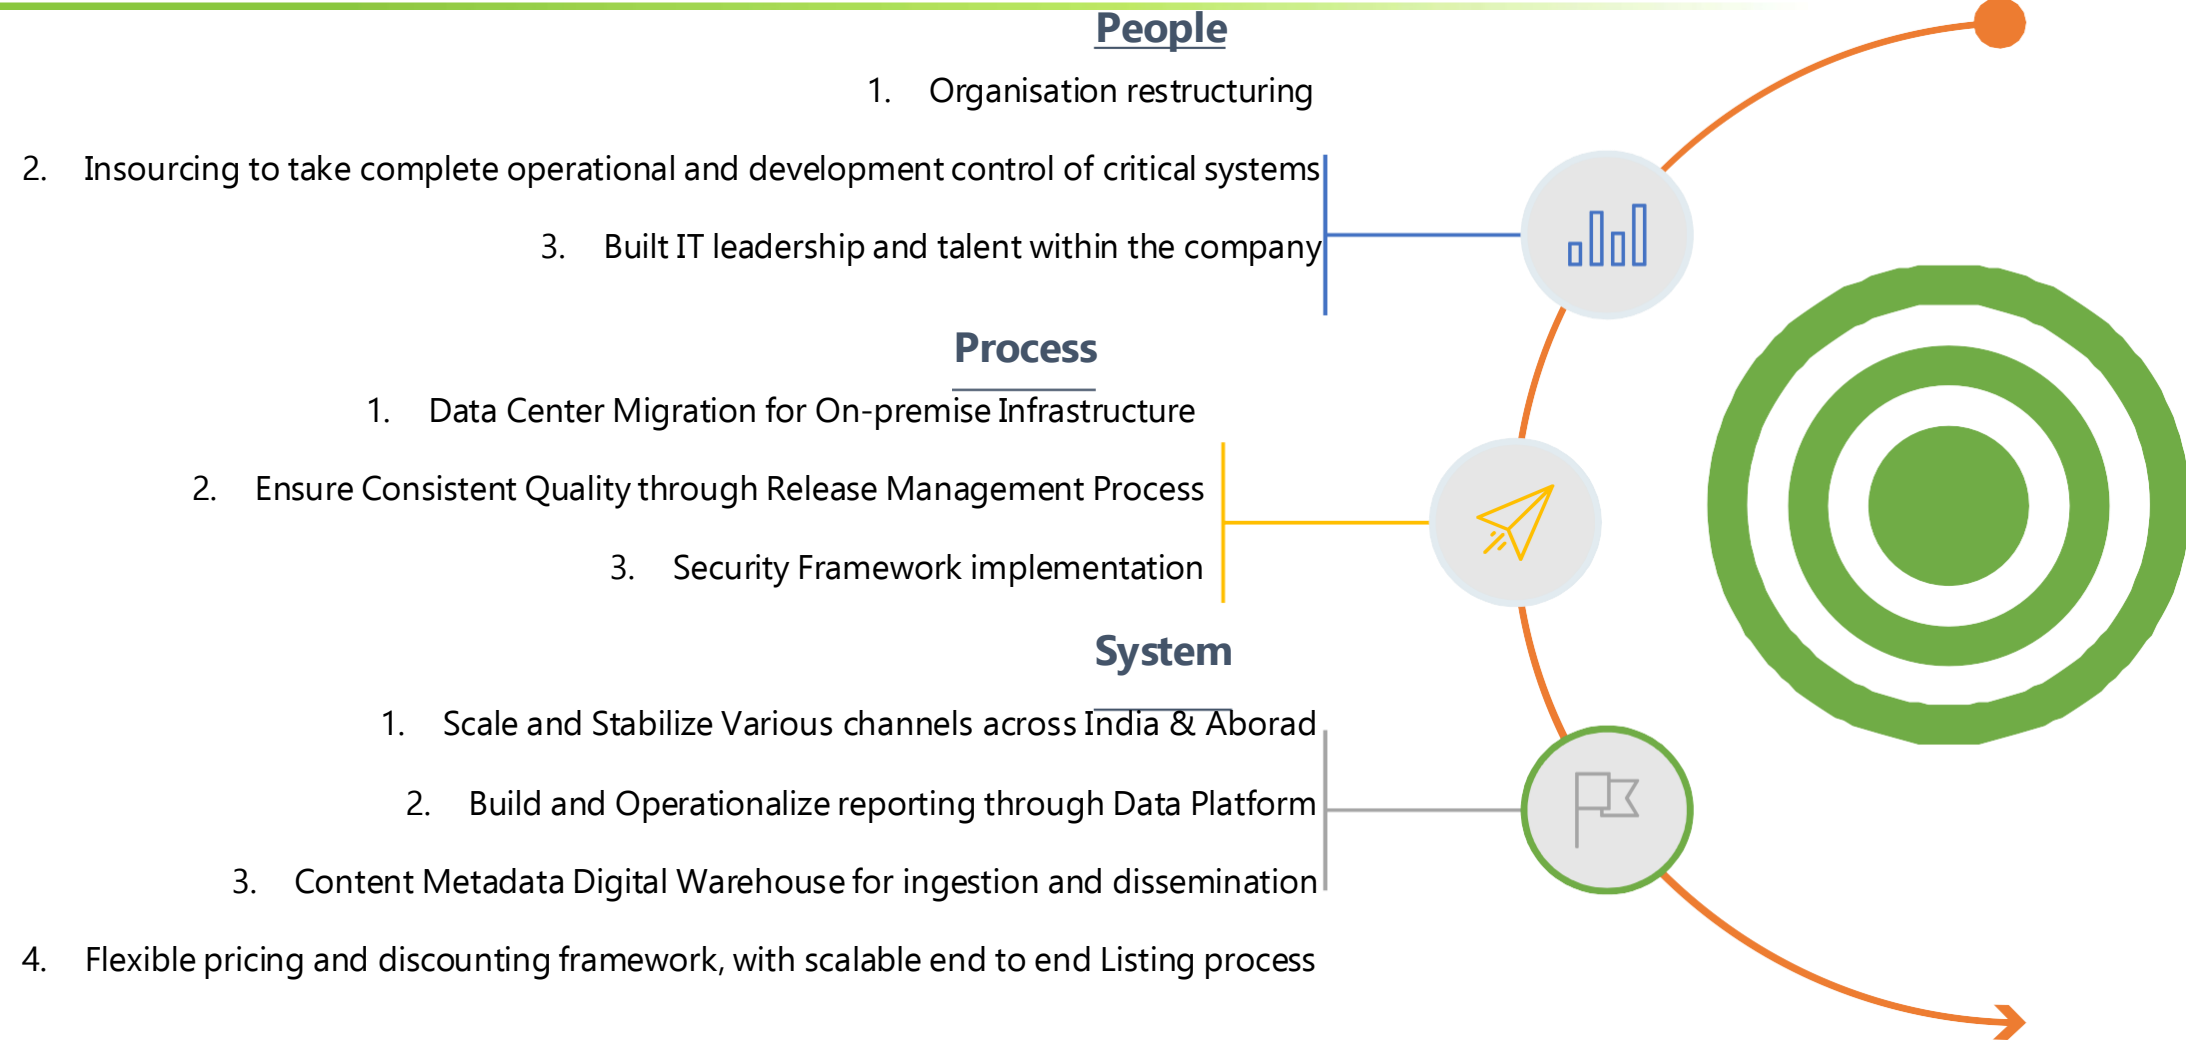 People
1. Organisation restructuring
2. Insourcing to take complete operational and development control of critical systems
3. Built IT leadership and talent within the company
Process
1. Data Center Migration for On-premise Infrastructure
2. Ensure Consistent Quality through Release Management Process
3. Security Framework implementation
System
1. Scale and Stabilize Various channels across India & Aborad
2. Build and Operationalize reporting through Data Platform
3. Content Metadata Digital Warehouse for ingestion and dissemination
4. Flexible pricing and discounting framework, with scalable end to end Listing process